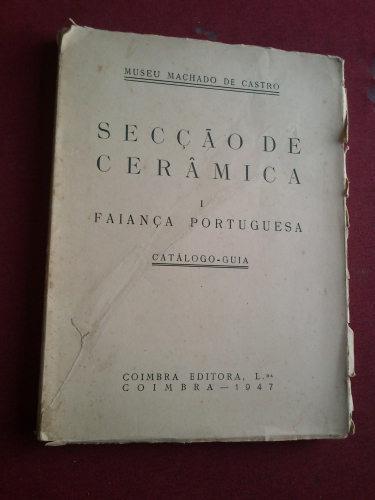 MUSEU MACHADO DE CASTRO
SECÇÃO DE
CERÂMICA
I
FAIANÇA PORTUGUESA
CATÁLOGO-GUIA
COIMBRA EDITORA, L.DA
COIMBRA — 1947